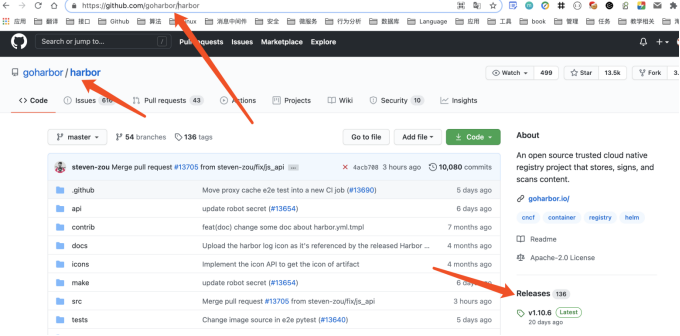 https://github.com/goharbor/harbor
应用 翻译 接口 Github 算法 linux 消息中间件 安全 微服务 行为分析 数据库 Language 应用 工具 book 管理 任务 教学相关
Search or jump to... / Pull requests Issues Marketplace Explore
goharbor / harbor
Watch 499 Star 13.5k Fork 3.
Code Issues 616 Pull requests 43 Actions Projects Wiki Security 10 Insights
master 54 branches 136 tags Go to file Add file Code
steven-zou Merge pull request #13705 from steven-zou/fix/js_api ... 4acb708 3 hours ago 10,080 commits
.github Move proxy cache e2e test into a new CI job (#13690) 5 days ago
api update robot secret (#13654) 6 days ago
contrib feat(doc) change some doc about harbor.yml.tmpl 7 months ago
docs Upload the harbor log icon as it's referenced by the released Harbor ... 4 months ago
icons Implement the icon API to get the icon of artifact 4 months ago
make update robot secret (#13654) 6 days ago
src Merge pull request #13705 from steven-zou/fix/js_api 3 hours ago
tests Change image source in e2e pytest (#13640) 5 days ago
About
An open source trusted cloud native
registry project that stores, signs, and
scans content.
goharbor.io/
cncf container registry helm
Readme
Apache-2.0 License
Releases 136
v1.10.6 Latest
20 days ago